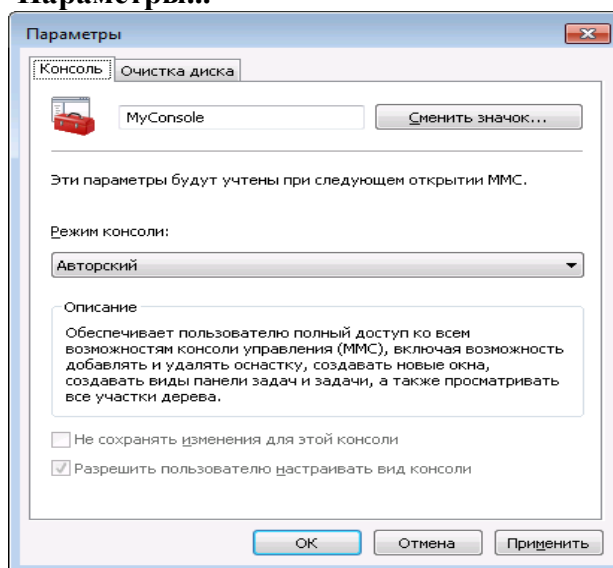 Параметры...
Параметры
Консоль
Очистка диска
MyConsole
Сменить значок...
Эти параметры будут учтены при следующем открытии MMC.
Режим консоли:
Авторский
Описание
Обеспечивает пользователю полный доступ ко всем
возможностям консоли управления (MMC), включая возможность
добавлять и удалять оснастку, создавать новые окна,
создавать виды панели задач и задачи, а также просматривать
все участки дерева.
Не сохранять изменения для этой консоли
Разрешить пользователю настраивать вид консоли
ОК
Отмена
Применить